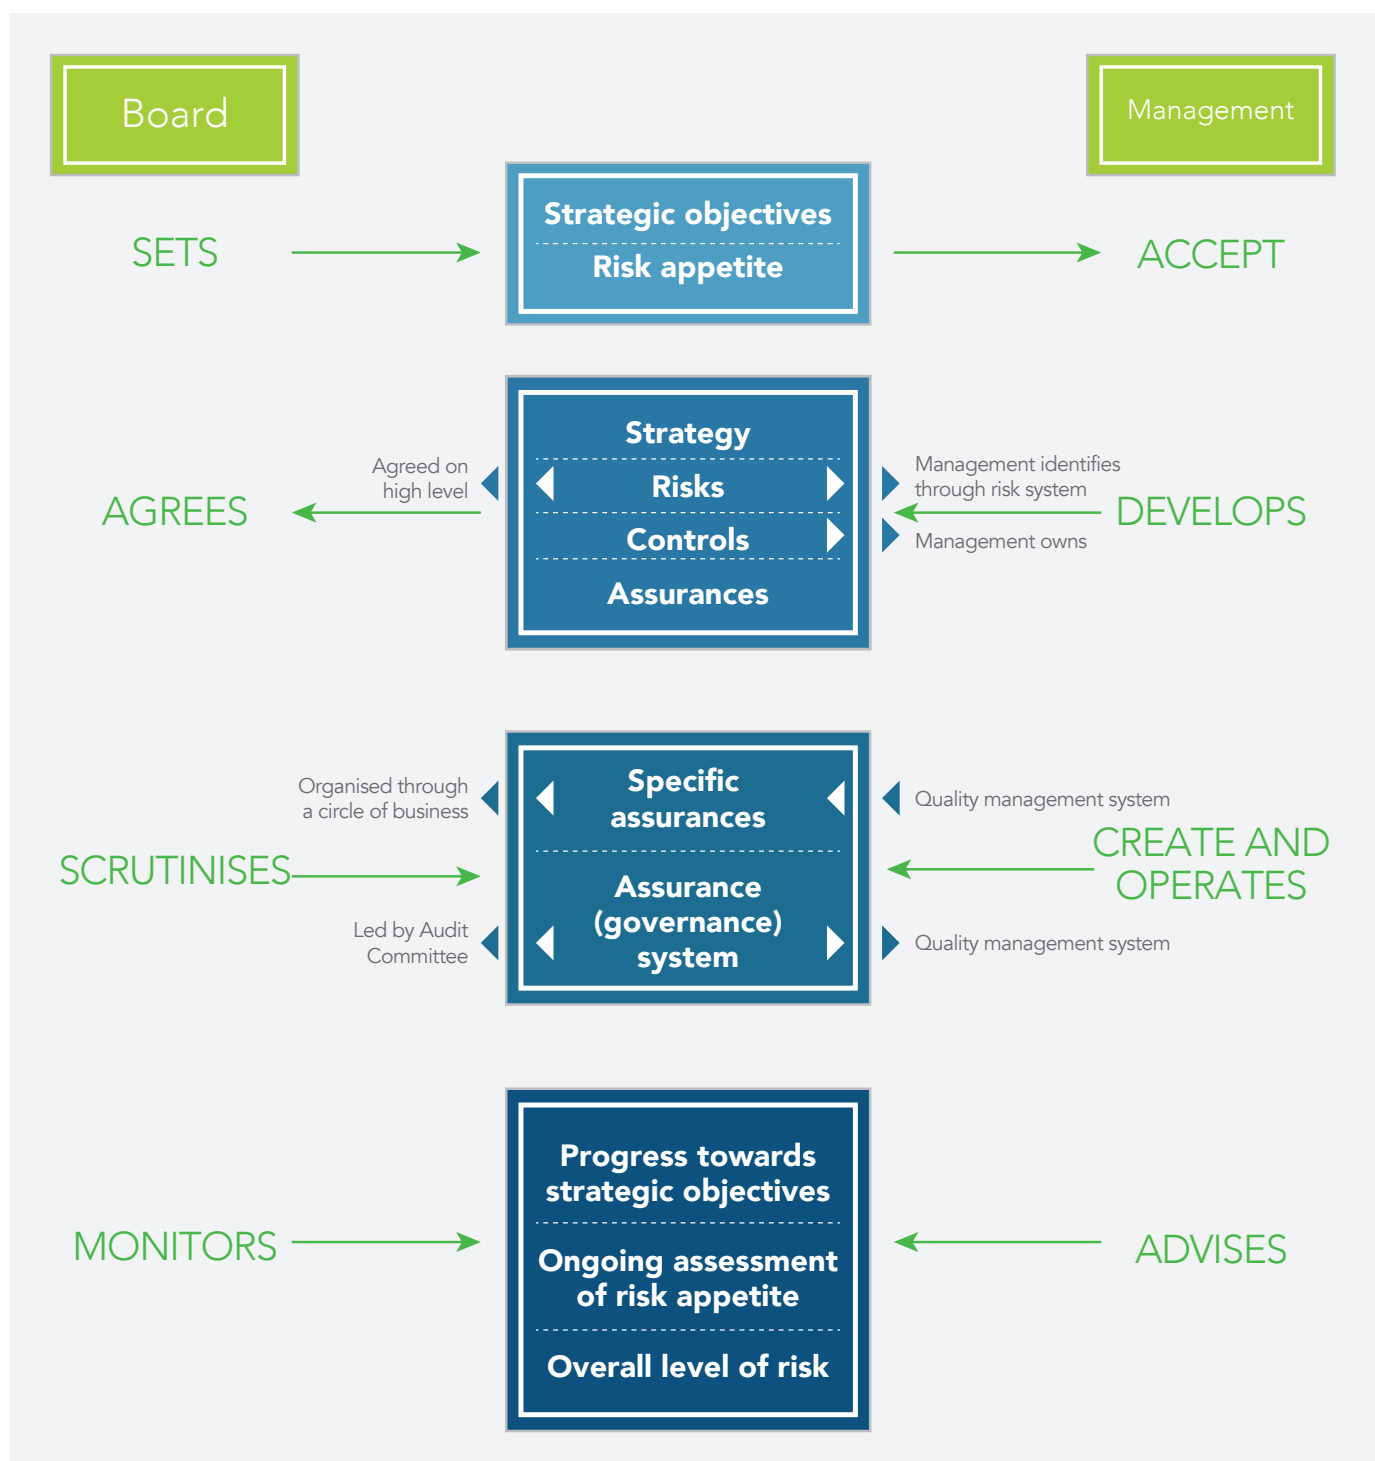 Board
Management
SETS
Strategic objectives
Risk appetite
ACCEPT
Agreed on
high level
AGREES
Strategy
Risks
Controls
Assurances
Management identifies
through risk system
DEVELOPS
Management owns
Organised through
a circle of business
SCRUTINISES
Led by Audit
Committee
Specific
assurances
Assurance
(governance)
system
Quality management system
CREATE AND
OPERATES
Quality management system
MONITORS
Progress towards
strategic objectives
Ongoing assessment
of risk appetite
Overall level of risk
ADVISES